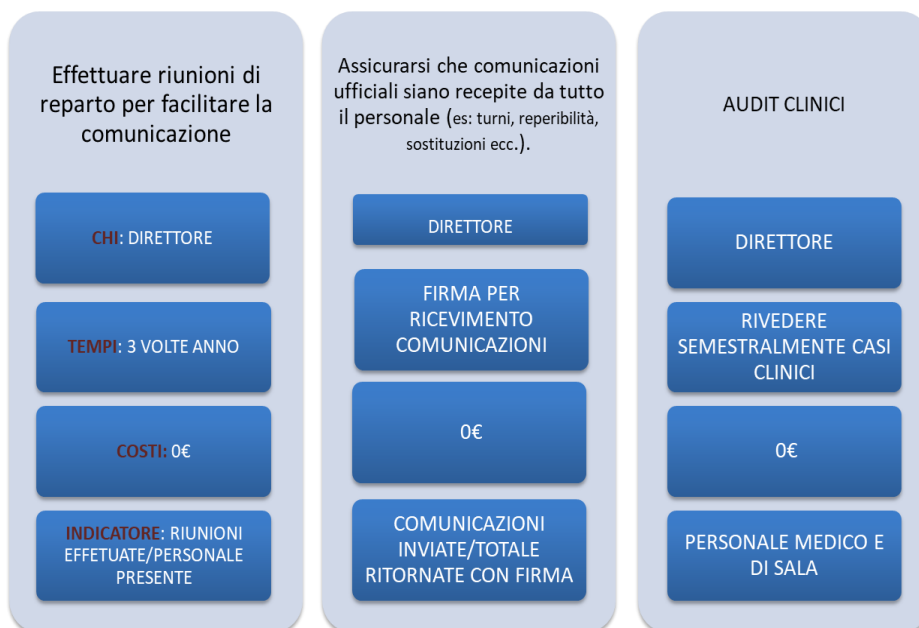 Effettuare riunioni di
reparto per facilitare la
comunicazione
CHI: DIRETTORE
TEMPI: 3 VOLTE ANNO
COSTI: 0€
INDICATORE: RIUNIONI
EFFETUATE/PERSONALE
PRESENTE
Assicurarsi che comunicazioni
ufficiali siano recepite da tutto
il personale (es: turni, reperibilità,
sostituzioni ecc.).
DIRETTORE
FIRMA PER
RICEVIMENTO
COMUNICAZIONI
0€
COMUNICAZIONI
INVIATE/TOTALE
RITORNATE CON FIRMA
AUDIT CLINICI
DIRETTORE
RIVEDERE
SEMESTRALMENTE CASI
CLINICI
0€
PERSONALE MEDICO E
DI SALA